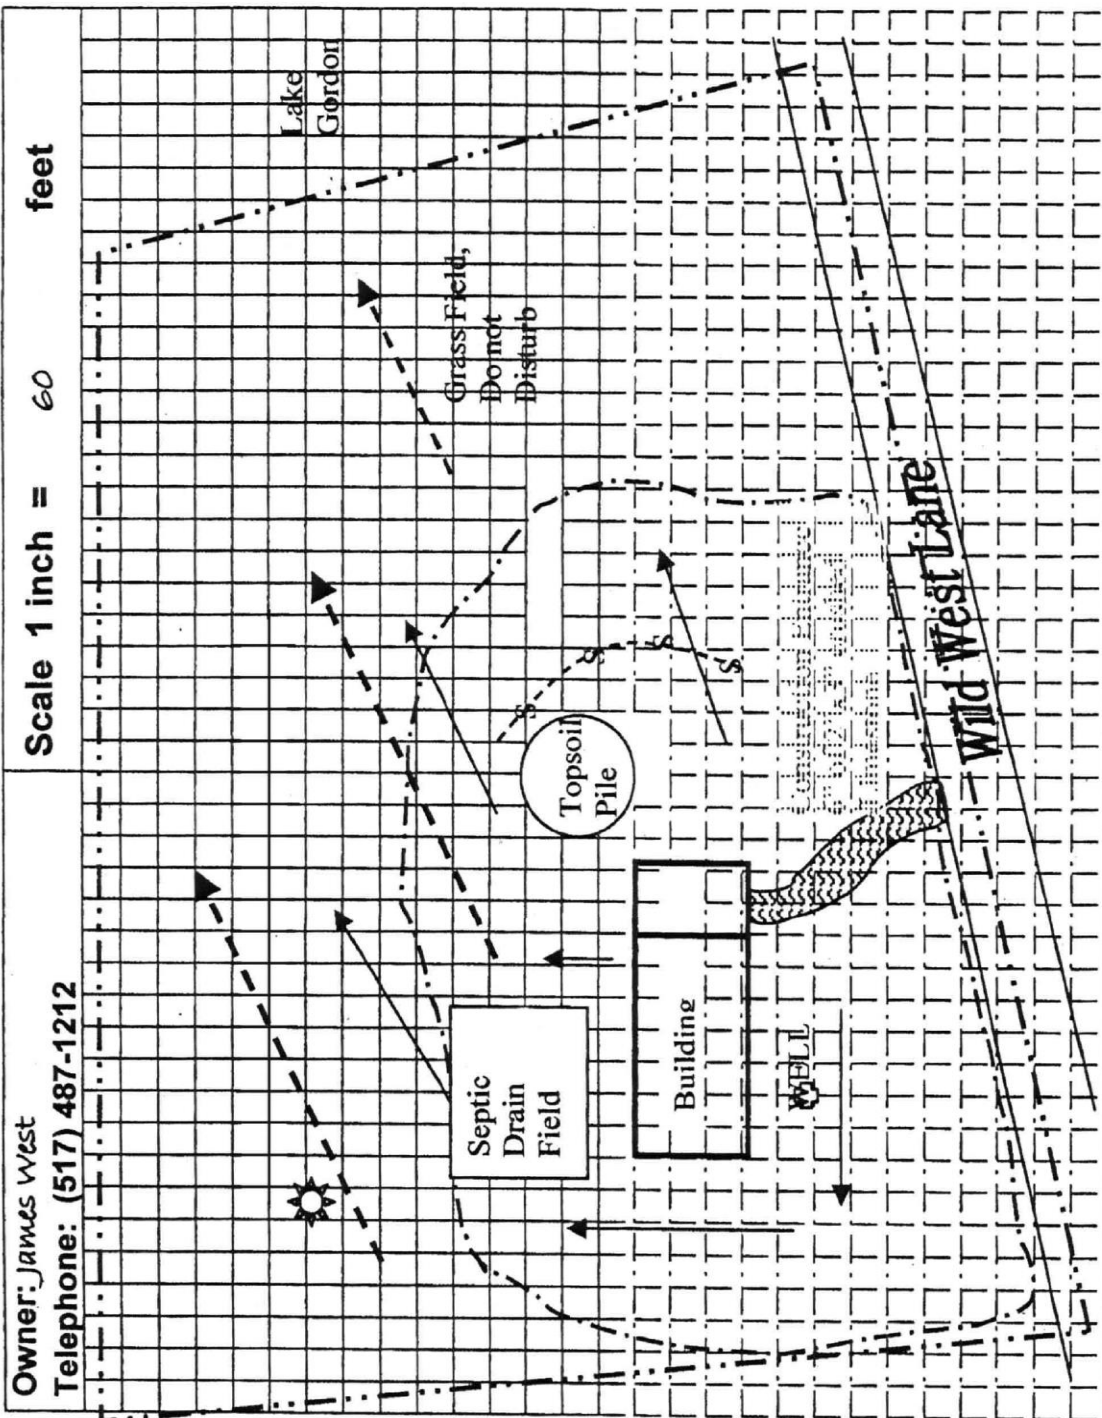 Owner: James West
Telephone: (517) 487-1212
Scale 1 inch = 60 feet
Lake
Gordon
Grass Field,
Do not
Disturb
Topsoil
Pile
S
S
S
S
Septic
Drain
Field
Building
WELL
Wild West Lane